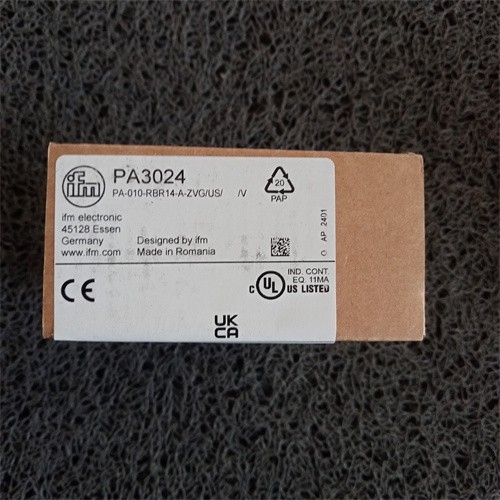 ifm
PA3024
PA-010-RBR14-A-ZVG/US/ /V
20
PAP
ifm electronic
45128 Essen
Germany
www.ifm.com
Designed by ifm
Made in Romania
AP 2401
CE
C UL US LISTED
IND. CONT.
EQ. 11MA
UK
CA